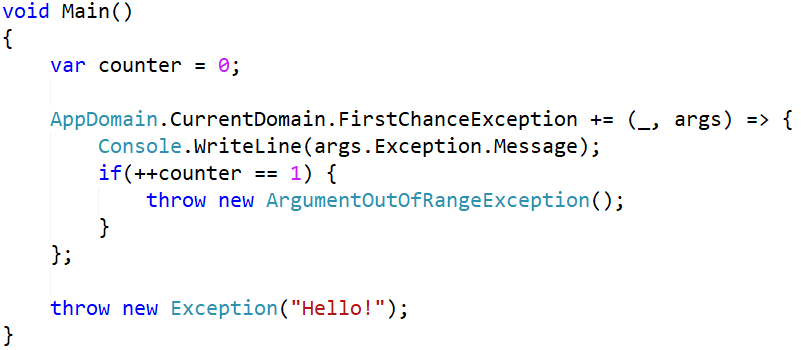 void Main()
{
    var counter = 0;

    AppDomain.CurrentDomain.FirstChanceException += (_, args) => {
        Console.WriteLine(args.Exception.Message);
        if(++counter == 1) {
            throw new ArgumentOutOfRangeException();
        }
    };

    throw new Exception("Hello!");
}